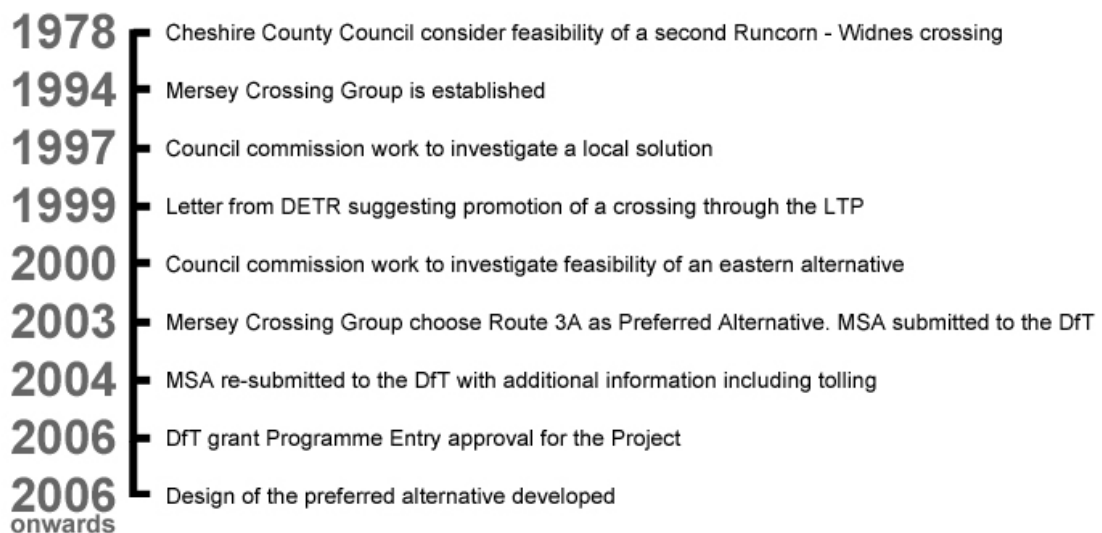 1978 Cheshire County Council consider feasibility of a second Runcorn - Widnes crossing
1994 Mersey Crossing Group is established
1997 Council commission work to investigate a local solution
1999 Letter from DETR suggesting promotion of a crossing through the LTP
2000 Council commission work to investigate feasibility of an eastern alternative
2003 Mersey Crossing Group choose Route 3A as Preferred Alternative. MSA submitted to the DfT
2004 MSA re-submitted to the DfT with additional information including tolling
2006 DfT grant Programme Entry approval for the Project
2006 Design of the preferred alternative developed
onwards